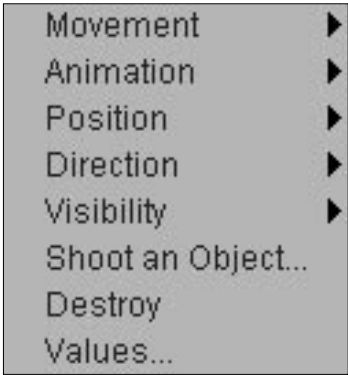 Movement
Animation
Position
Direction
Visibility
Shoot an Object...
Destroy
Values...